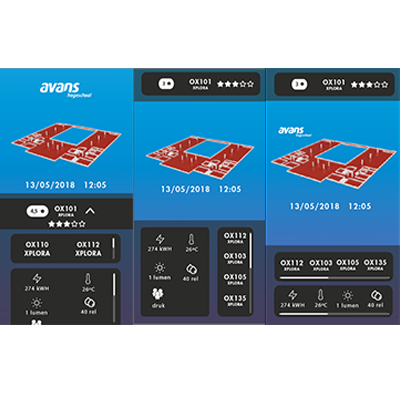 avans
hogeschool
13/05/2018 12:05
4,5 OX101
XPLORA
OX110 OX112
XPLORA XPLORA
274 kWH 26°C
1 lumen 40 rel
druk
3 OX101
XPLORA
13/05/2018 12:05
274 kWH 26°C
1 lumen 40 rel
druk
OX112
XPLORA
OX103
XPLORA
OX105
XPLORA
OX135
XPLORA
3 OX101
XPLORA
avans
hogeschool
13/05/2018 12:05
OX112 OX103 OX105 OX135
XPLORA XPLORA XPLORA XPLORA
274 kWH 26°C 1 lumen 40 rel